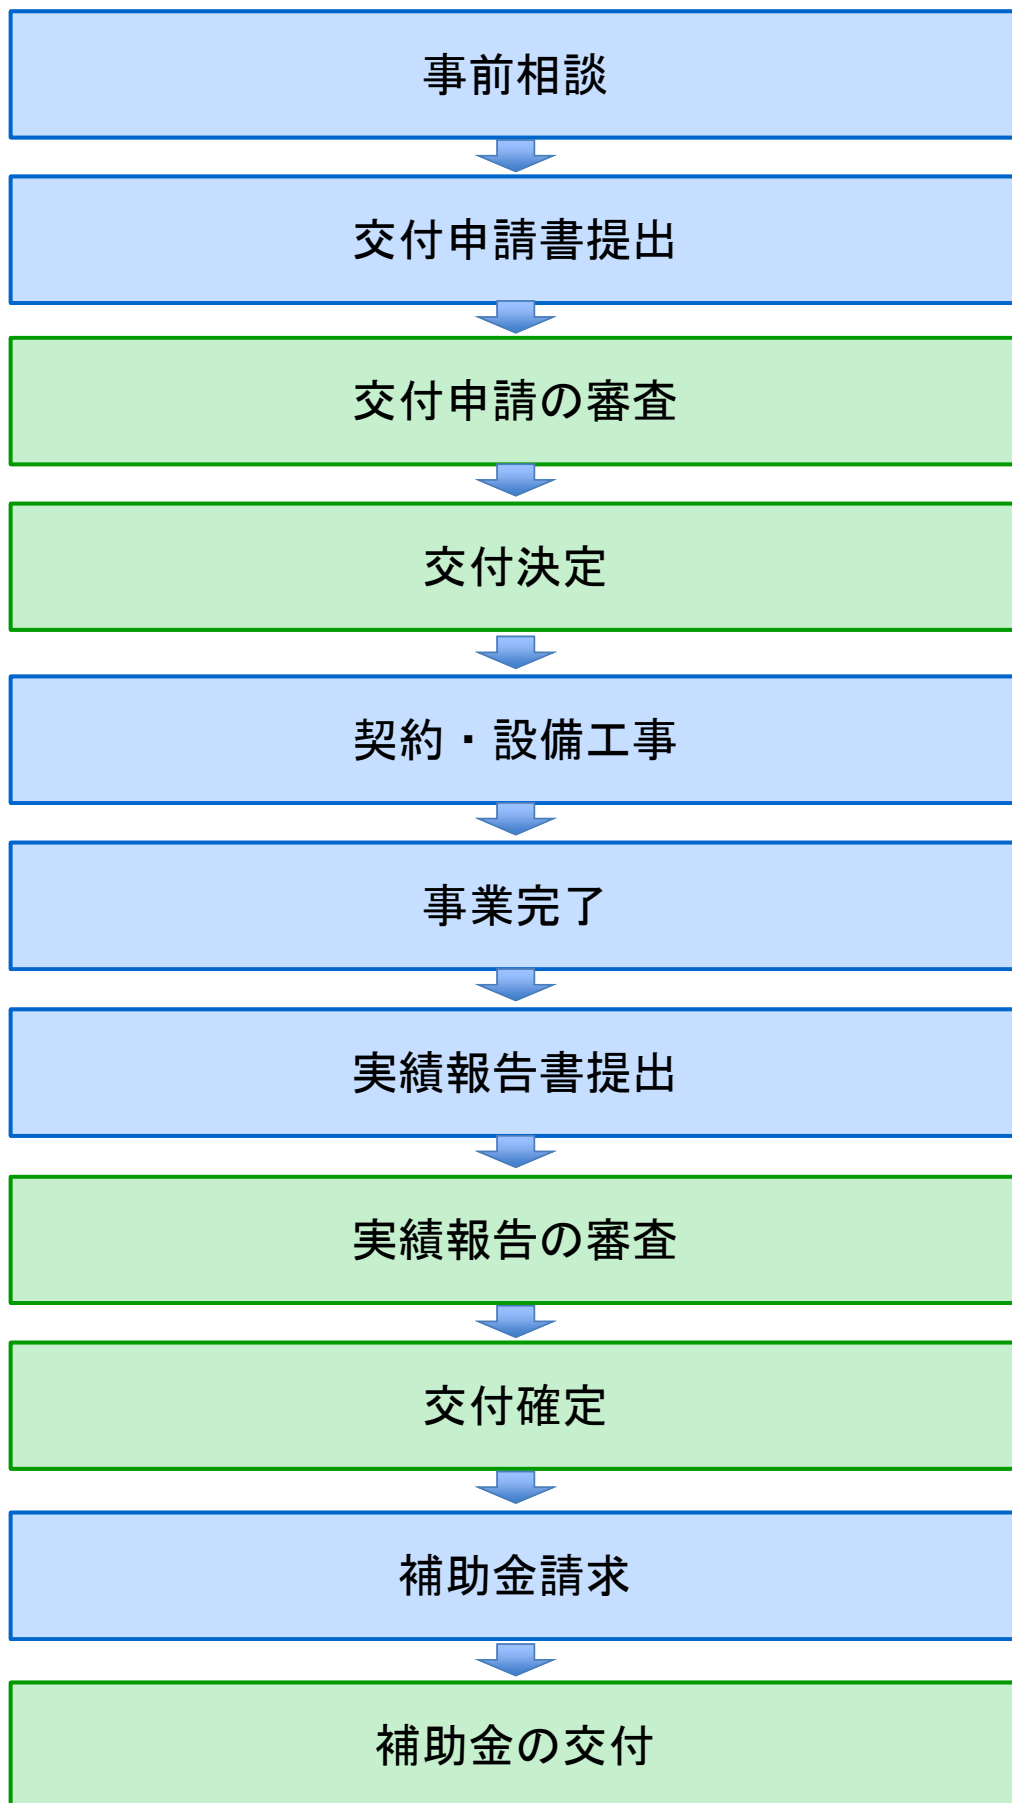 事前相談
交付申請書提出
交付申請の審査
交付決定
契約・設備工事
事業完了
実績報告書提出
実績報告の審査
交付確定
補助金請求
補助金の交付